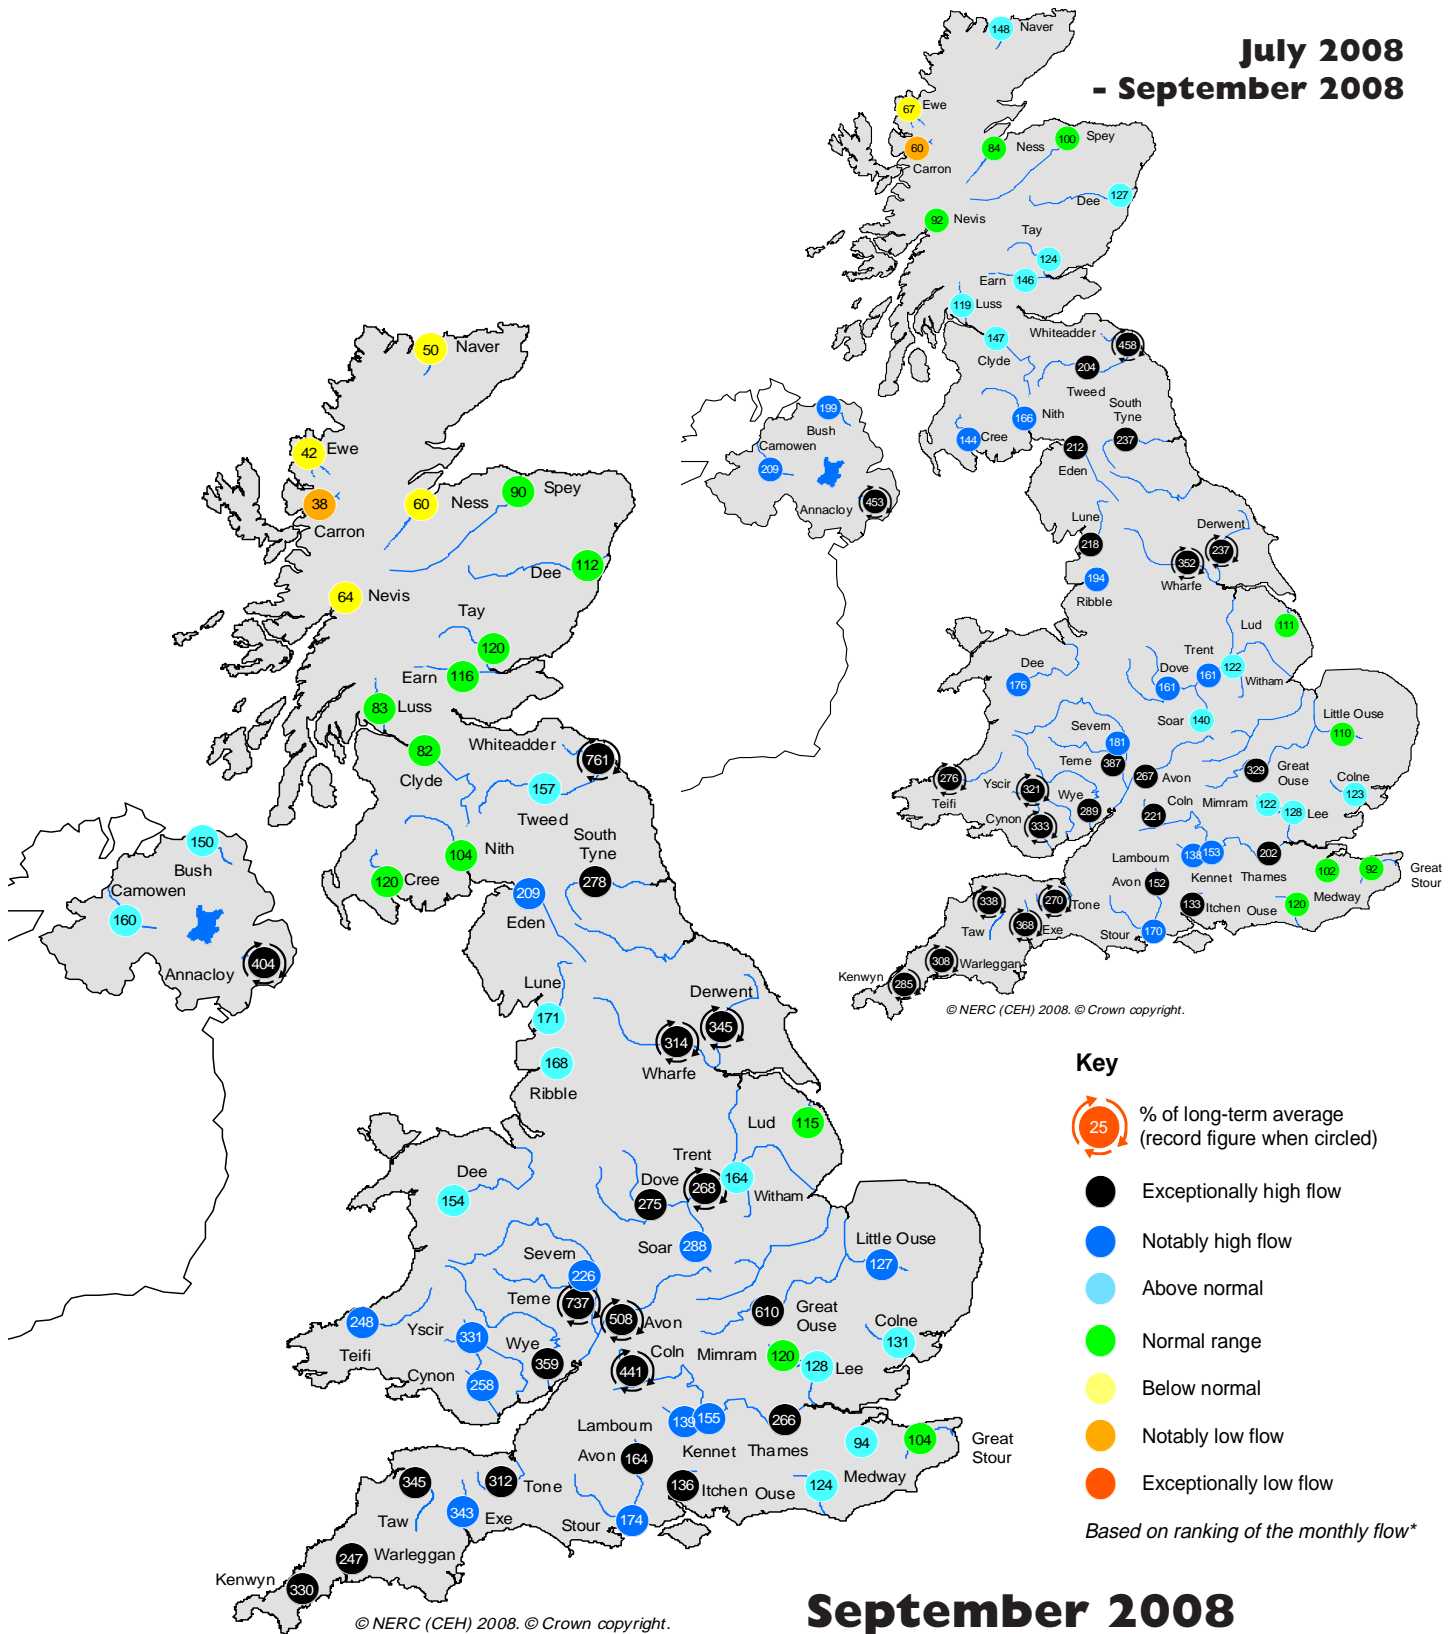 July 2008
- September 2008
148 Naver
67 Ewe
60
Carron
84 Ness
100 Spey
Dee 127
92 Nevis
Tay
124
Earn 146
119 Luss
147
Clyde
Whiteadder 458
204
Tweed
South
Tyne
237
166 Nith
144 Cree
212
Eden
199
Bush
Camowen
209
Annacloy 453
Lune
218
194
Ribble
Derwent
237
352
Wharfe
Lud 111
Trent
161
122
Witham
Dove
161
Dee
176
Soar 140
Little Ouse
110
Severn
181
Teme 387
267 Avon
329 Great
Ouse
Colne
123
276
Teifi
Yscir
321
Wye
289
Cynon
333
Coln
221
Mimram 122
128 Lee
Lambourn
138 153
Kennet
202
Thames
102
Medway
92 Great
Stour
Avon 152
133 Itchen
Ouse 120
338
Taw
270 Tone
368 Exe
Stour 170
308 Warleggan
Kenwyn
285
© NERC (CEH) 2008. © Crown copyright.
50 Naver
42 Ewe
38
Carron
60 Ness
90 Spey
Dee 112
64 Nevis
Tay
120
Earn 116
83 Luss
82
Clyde
Whiteadder 761
157
Tweed
South
Tyne
278
104 Nith
120 Cree
209
Eden
150
Bush
Camowen
160
Annacloy 404
Lune
171
168
Ribble
Derwent
345
314
Wharfe
Lud 115
Trent
268
164
Witham
Dove
275
Dee
154
Soar 288
Little Ouse
127
Severn
226
Teme 737
508 Avon
610 Great
Ouse
Colne
131
248
Teifi
Yscir 331
Wye
359
Cynon
258
Coln
441
Mimram 120
128 Lee
Lambourn
139 155
Kennet
266
Thames
94
Medway
104 Great
Stour
Avon 164
136 Itchen
Ouse 124
345
Taw
312 Tone
343 Exe
Stour 174
247 Warleggan
Kenwyn 330
© NERC (CEH) 2008. © Crown copyright.
Key
25 % of long-term average
(record figure when circled)
Exceptionally high flow
Notably high flow
Above normal
Normal range
Below normal
Notably low flow
Exceptionally low flow
Based on ranking of the monthly flow*
September 2008